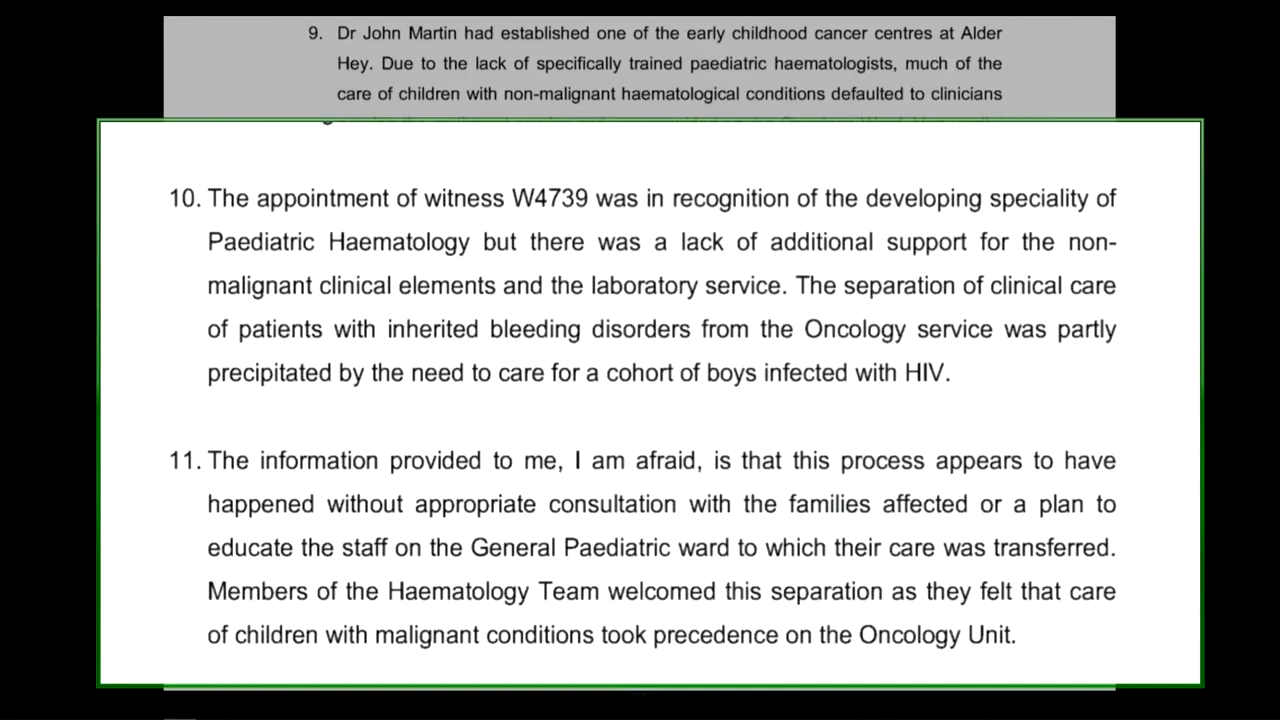 9. Dr John Martin had established one of the early childhood cancer centres at Alder
Hey. Due to the lack of specifically trained paediatric haematologists, much of the
care of children with non-malignant haematological conditions defaulted to clinicians
10. The appointment of witness W4739 was in recognition of the developing speciality of
Paediatric Haematology but there was a lack of additional support for the non-
malignant clinical elements and the laboratory service. The separation of clinical care
of patients with inherited bleeding disorders from the Oncology service was partly
precipitated by the need to care for a cohort of boys infected with HIV.
11. The information provided to me, I am afraid, is that this process appears to have
happened without appropriate consultation with the families affected or a plan to
educate the staff on the General Paediatric ward to which their care was transferred.
Members of the Haematology Team welcomed this separation as they felt that care
of children with malignant conditions took precedence on the Oncology Unit.